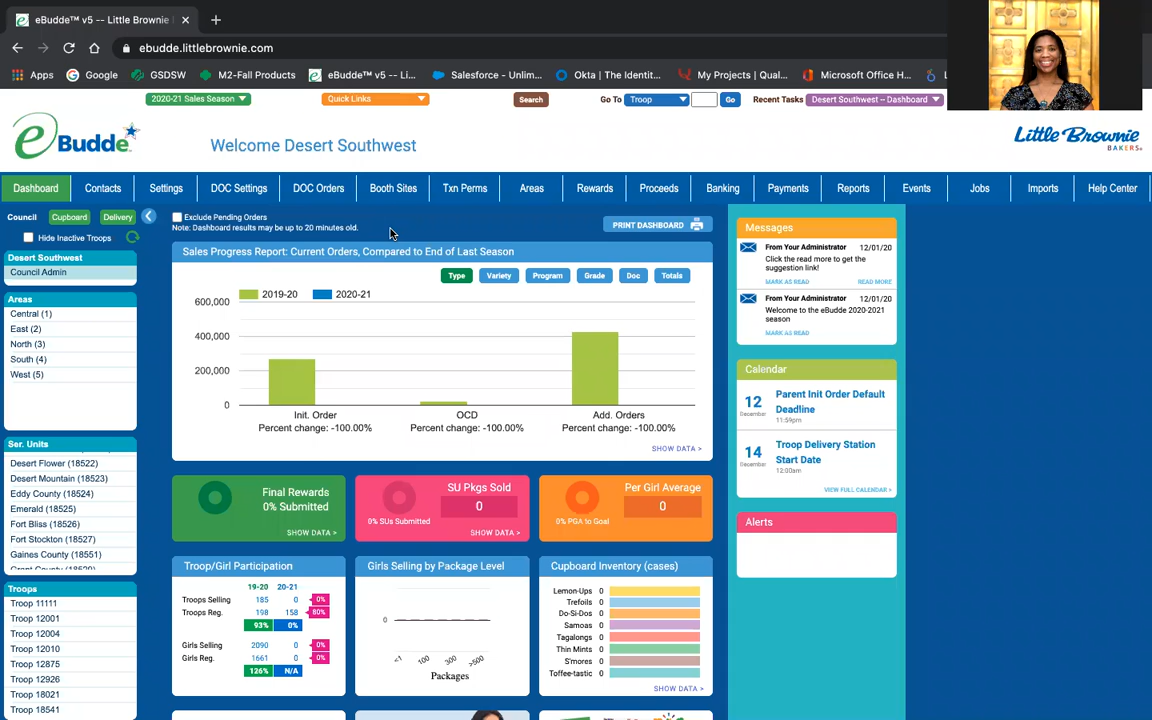 eBudde™ v5 -- Little Brownie
ebudde.littlebrownie.com
Apps Google GSDSW M2-Fall Products eBudde™ v5 -- Li... Salesforce - Unlim... Okta | The Identit... My Projects | Qual... Microsoft Office H...
2020-21 Sales Season Quick Links Search Go To Troop Go Recent Tasks Desert Southwest -- Dashboard
eBudde
Welcome Desert Southwest
Little Brownie
BAKERS
Dashboard Contacts Settings DOC Settings DOC Orders Booth Sites Txn Perms Areas Rewards Proceeds Banking Payments Reports Events Jobs Imports Help Center
Council Cupboard Delivery
Hide Inactive Troops
Desert Southwest
Council Admin
Areas
Central (1)
East (2)
North (3)
South (4)
West (5)
Ser. Units
Desert Flower (18522)
Desert Mountain (18523)
Eddy County (18524)
Emerald (18525)
Fort Bliss (18526)
Fort Stockton (18527)
Gaines County (18551)
Troops
Troop 11111
Troop 12001
Troop 12004
Troop 12010
Troop 12875
Troop 12926
Troop 18021
Troop 18541
Exclude Pending Orders
Note: Dashboard results may be up to 20 minutes old.
PRINT DASHBOARD
Sales Progress Report: Current Orders, Compared to End of Last Season
Type Variety Program Grade Doc Totals
2019-20 2020-21
600,000
400,000
200,000
0
Init. Order OCD Add. Orders
Percent change: -100.00% Percent change: -100.00% Percent change: -100.00%
SHOW DATA >
Final Rewards
0% Submitted
SHOW DATA >
SU Pkgs Sold
0
0% SUs Submitted
SHOW DATA >
Per Girl Average
0
0% PGA to Goal
Troop/Girl Participation
19-20 20-21
Troops Selling 185 0 0%
Troops Reg. 198 158 80%
93% 0%
Girls Selling 2090 0 0%
Girls Reg. 1661 0 0%
126% N/A
Girls Selling by Package Level
0
<1 100 300 >500
Packages
Cupboard Inventory (cases)
Lemon-Ups 0
Trefoils 0
Do-Si-Dos 0
Samoas 0
Tagalongs 0
Thin Mints 0
S'mores 0
Toffee-tastic 0
SHOW DATA >
Messages
From Your Administrator 12/01/20
Click the read more to get the
suggestion link!
MARK AS READ READ MORE
From Your Administrator 12/01/20
Welcome to the eBudde 2020-2021
season
MARK AS READ
Calendar
12 December Parent Init Order Default
Deadline
11:59pm
14 December Troop Delivery Station
Start Date
12:00am
VIEW FULL CALENDAR >
Alerts